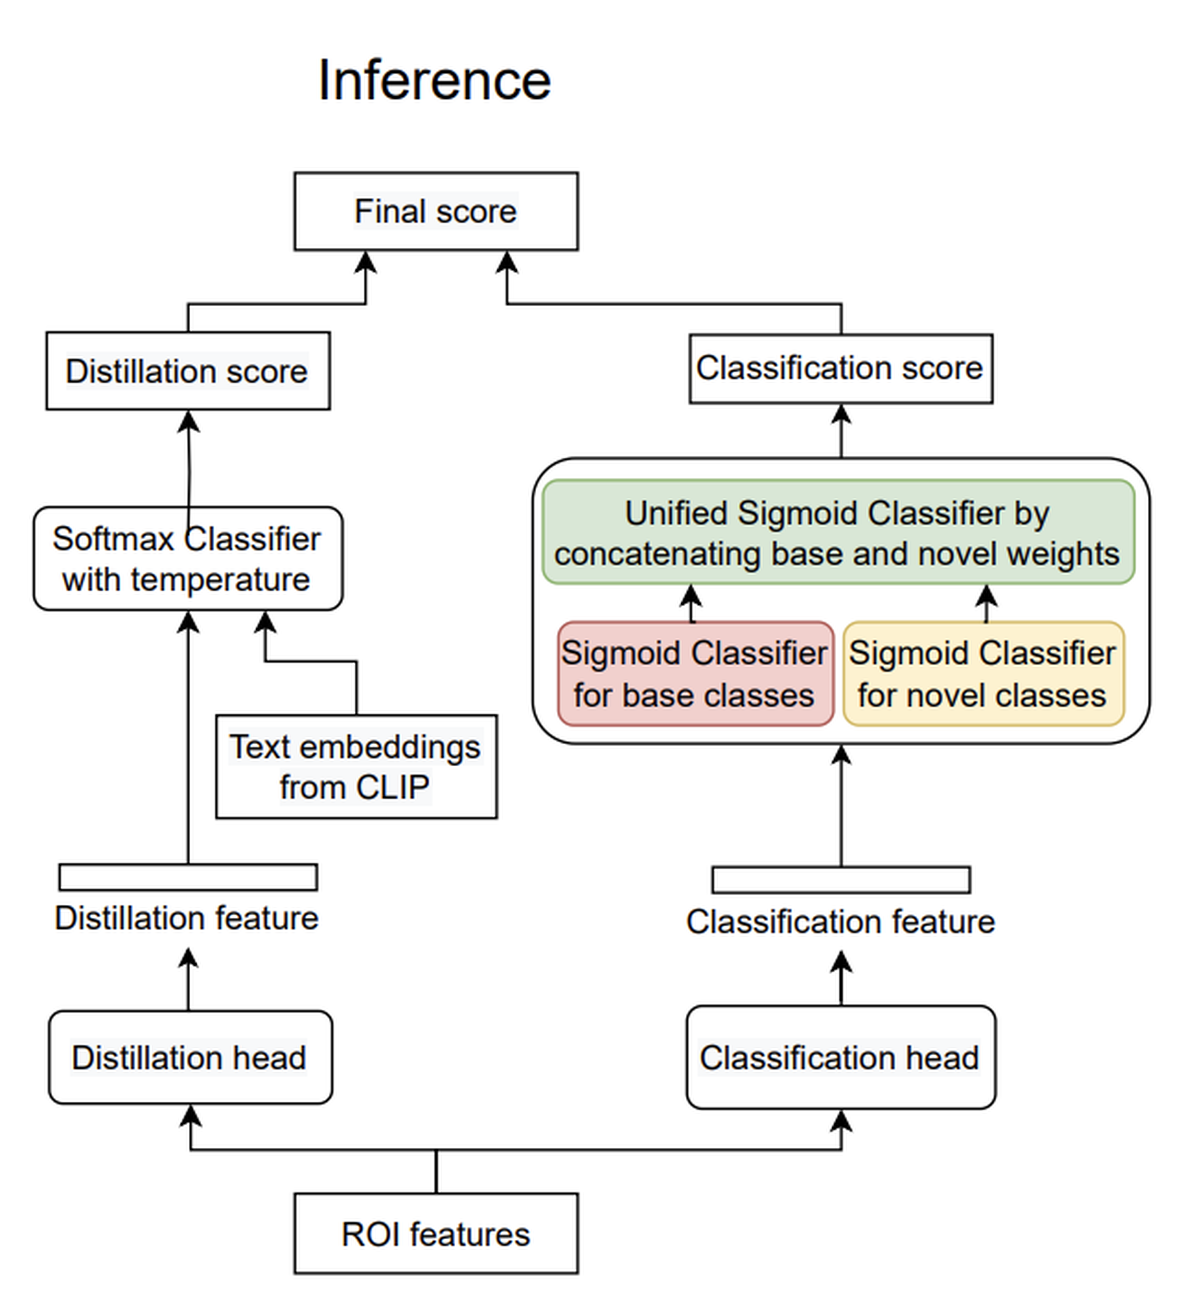 Inference
Final score
Distillation score
Classification score
Softmax Classifier
with temperature
Unified Sigmoid Classifier by
concatenating base and novel weights
Sigmoid Classifier
for base classes
Sigmoid Classifier
for novel classes
Text embeddings
from CLIP
Distillation feature
Classification feature
Distillation head
Classification head
ROI features